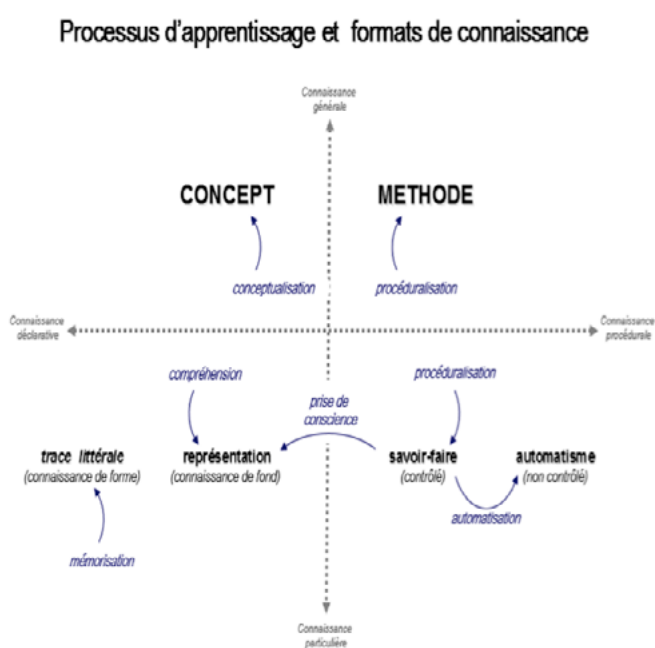 Processus d'apprentissage et formats de connaissance
Connaissance
générale
CONCEPT
METHODE
conceptualisation
procéduralisation
Connaissance
déclarative
Connaissance
procédurale
compréhension
procéduralisation
prise de
conscience
trace littérale
(connaissance de forme)
représentation
(connaissance de fond)
savoir-faire
(contrôlé)
automatisme
(non contrôlé)
automatisation
mémorisation
Connaissance
particulière